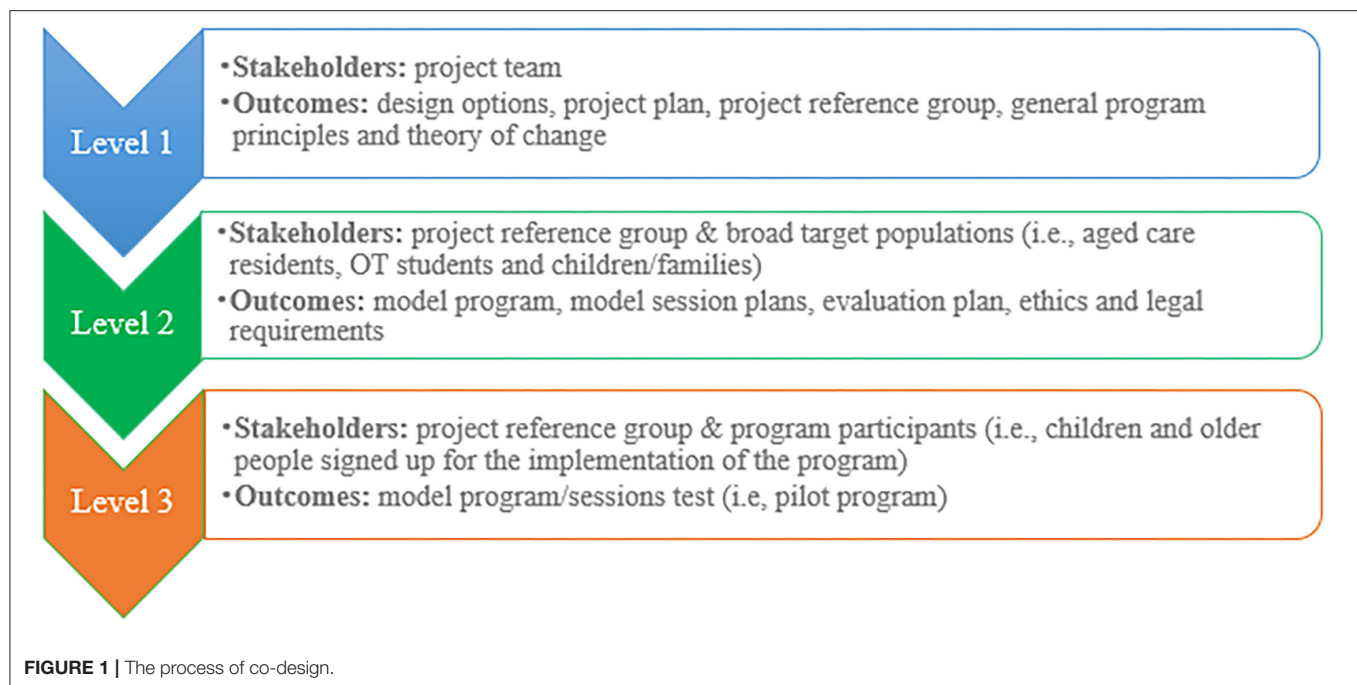 Level 1
•Stakeholders: project team
•Outcomes: design options, project plan, project reference group, general program
principles and theory of change
Level 2
•Stakeholders: project reference group & broad target populations (i.e., aged care
residents, OT students and children/families)
•Outcomes: model program, model session plans, evaluation plan, ethics and legal
requirements
Level 3
•Stakeholders: project reference group & program participants (i.e., children and older
people signed up for the implementation of the program)
•Outcomes: model program/sessions test (i.e, pilot program)
FIGURE 1 | The process of co-design.